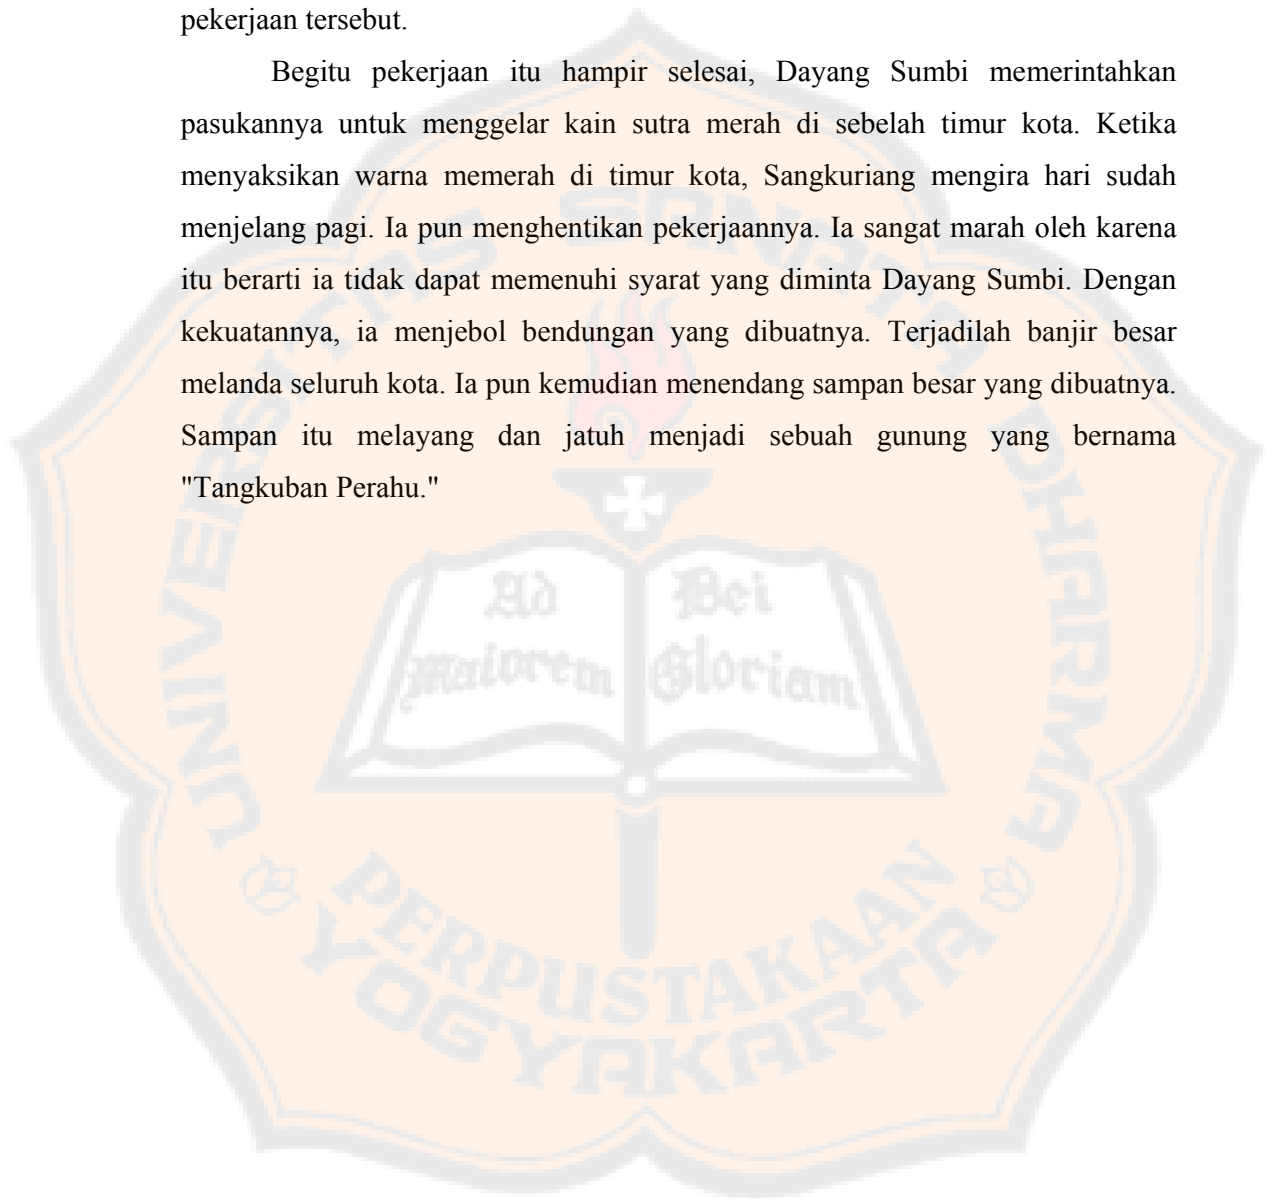 pekerjaan tersebut.
Begitu pekerjaan itu hampir selesai, Dayang Sumbi memerintahkan
pasukannya untuk menggelar kain sutra merah di sebelah timur kota. Ketika
menyaksikan warna memerah di timur kota, Sangkuriang mengira hari sudah
menjelang pagi. Ia pun menghentikan pekerjaannya. Ia sangat marah oleh karena
itu berarti ia tidak dapat memenuhi syarat yang diminta Dayang Sumbi. Dengan
kekuatannya, ia menjebol bendungan yang dibuatnya. Terjadilah banjir besar
melanda seluruh kota. Ia pun kemudian menendang sampan besar yang dibuatnya.
Sampan itu melayang dan jatuh menjadi sebuah gunung yang bernama
"Tangkuban Perahu."
UNIVERSITAS SANATA DHARMA
Ad Dei
Maiorem Gloriam
PERPUSTAKAAN
YOGYAKARTA